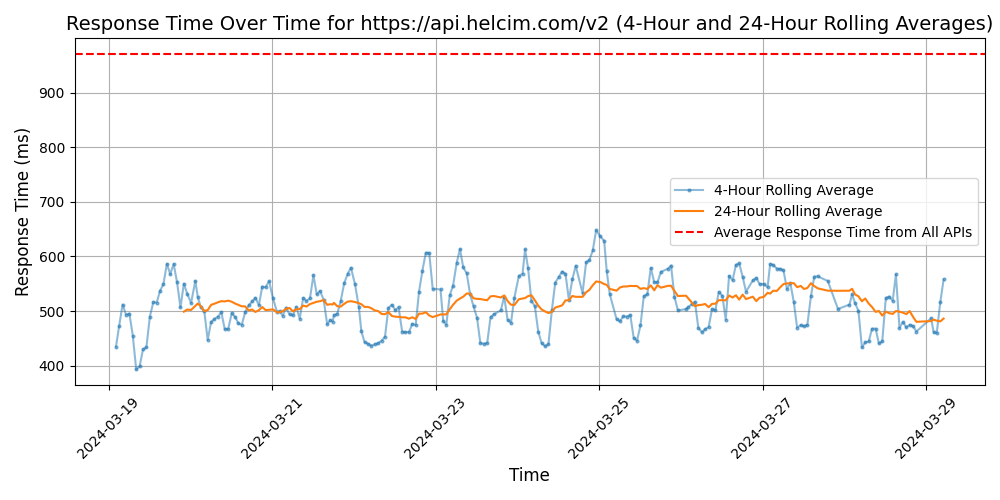 Response Time Over Time for https://api.helcim.com/v2 (4-Hour and 24-Hour Rolling Averages)
Response Time (ms)
900
800
700
600
500
400
4-Hour Rolling Average
24-Hour Rolling Average
Average Response Time from All APIs
2024-03-19
2024-03-21
2024-03-23
2024-03-25
2024-03-27
2024-03-29
Time